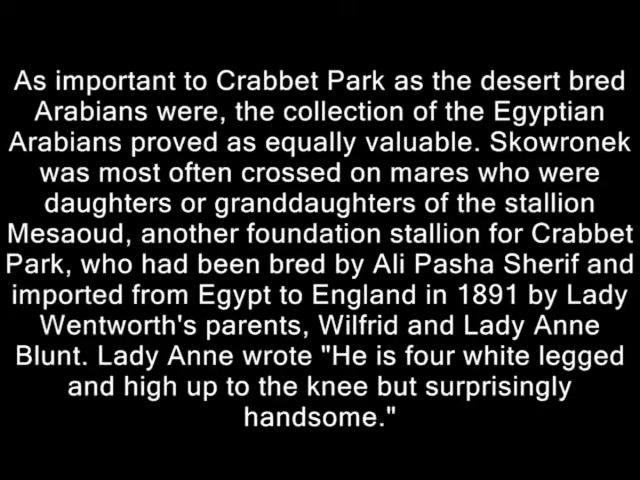 As important to Crabbet Park as the desert bred
Arabians were, the collection of the Egyptian
Arabians proved as equally valuable. Skowronek
was most often crossed on mares who were
daughters or granddaughters of the stallion
Mesaoud, another foundation stallion for Crabbet
Park, who had been bred by Ali Pasha Sherif and
imported from Egypt to England in 1891 by Lady
Wentworth's parents, Wilfrid and Lady Anne
Blunt. Lady Anne wrote "He is four white legged
and high up to the knee but surprisingly
handsome."